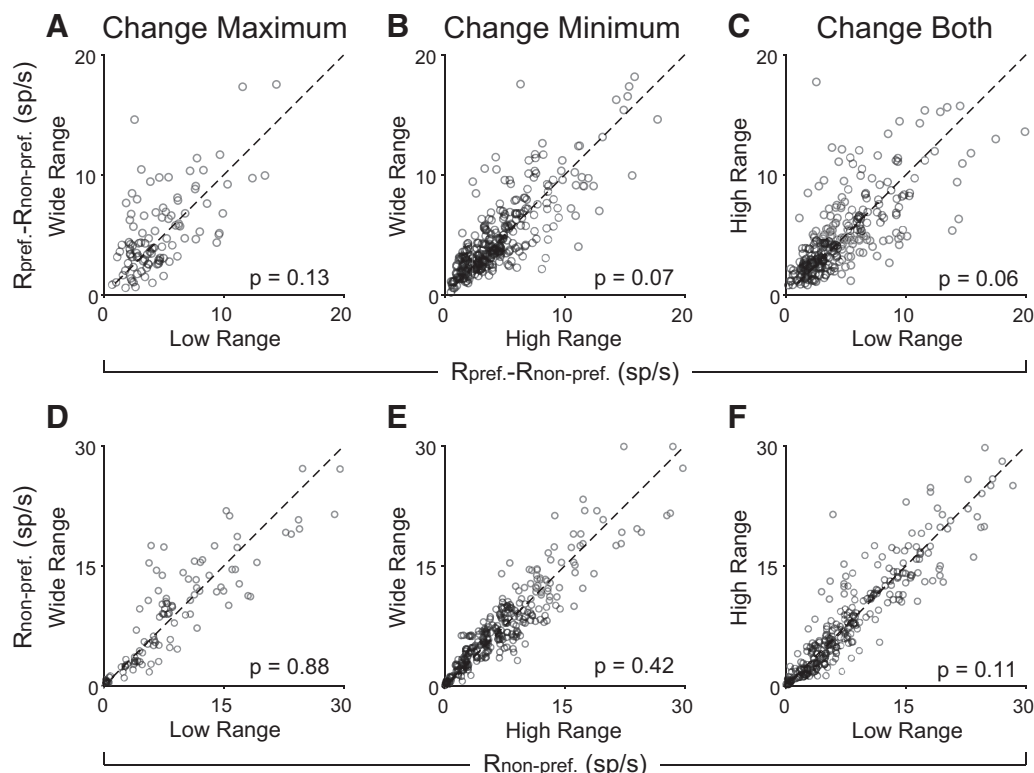 A Change Maximum
B Change Minimum
C Change Both
Rpref.-Rnon-pref. (sp/s)
Wide Range
20
10
0
p = 0.13
0 10 20
Low Range
Wide Range
20
10
0
p = 0.07
0 10 20
High Range
High Range
20
10
0
p = 0.06
0 10 20
Low Range
Rpref.-Rnon-pref. (sp/s)
D
E
F
Rnon-pref. (sp/s)
Wide Range
30
15
0
p = 0.88
0 15 30
Low Range
Wide Range
30
15
0
p = 0.42
0 15 30
High Range
High Range
30
15
0
p = 0.11
0 15 30
Low Range
Rnon-pref. (sp/s)